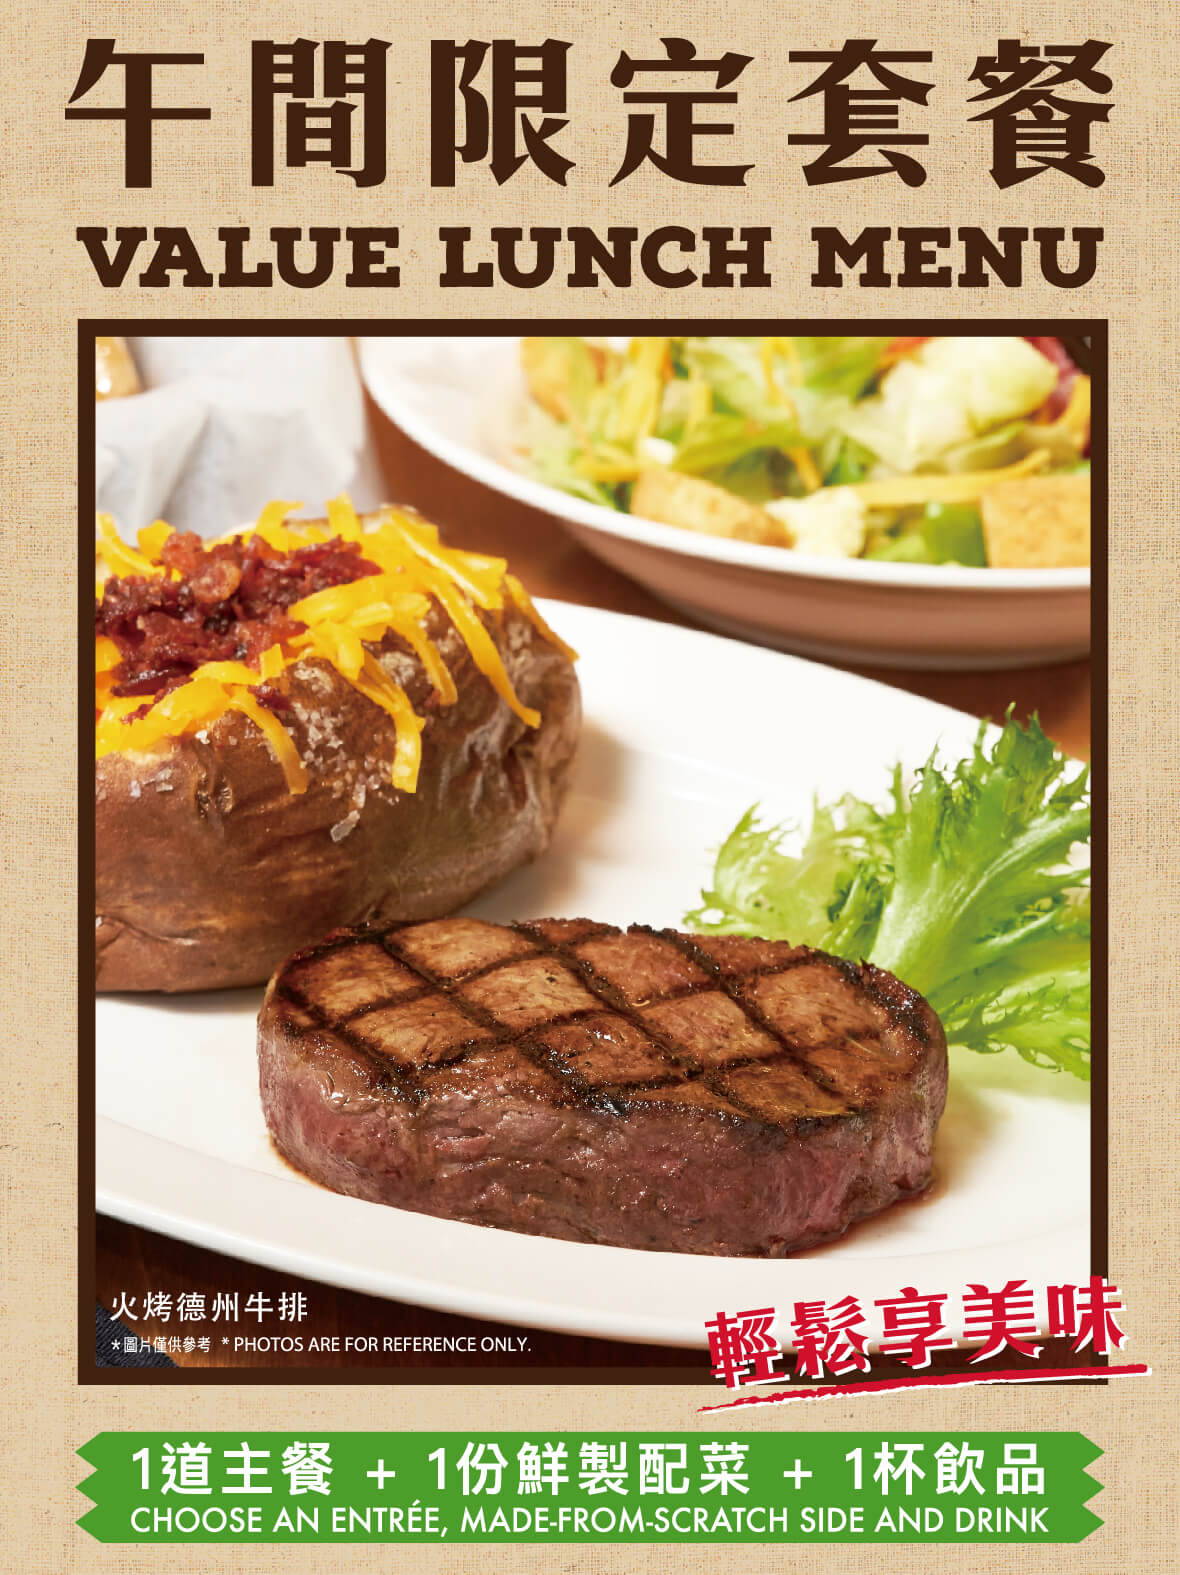 午間限定套餐
VALUE LUNCH MENU
火烤德州牛排
*圖片僅供參考 * PHOTOS ARE FOR REFERENCE ONLY.
輕鬆享美味
1道主餐 + 1份鮮製配菜 + 1杯飲品
CHOOSE AN ENTRÉE, MADE-FROM-SCRATCH SIDE AND DRINK